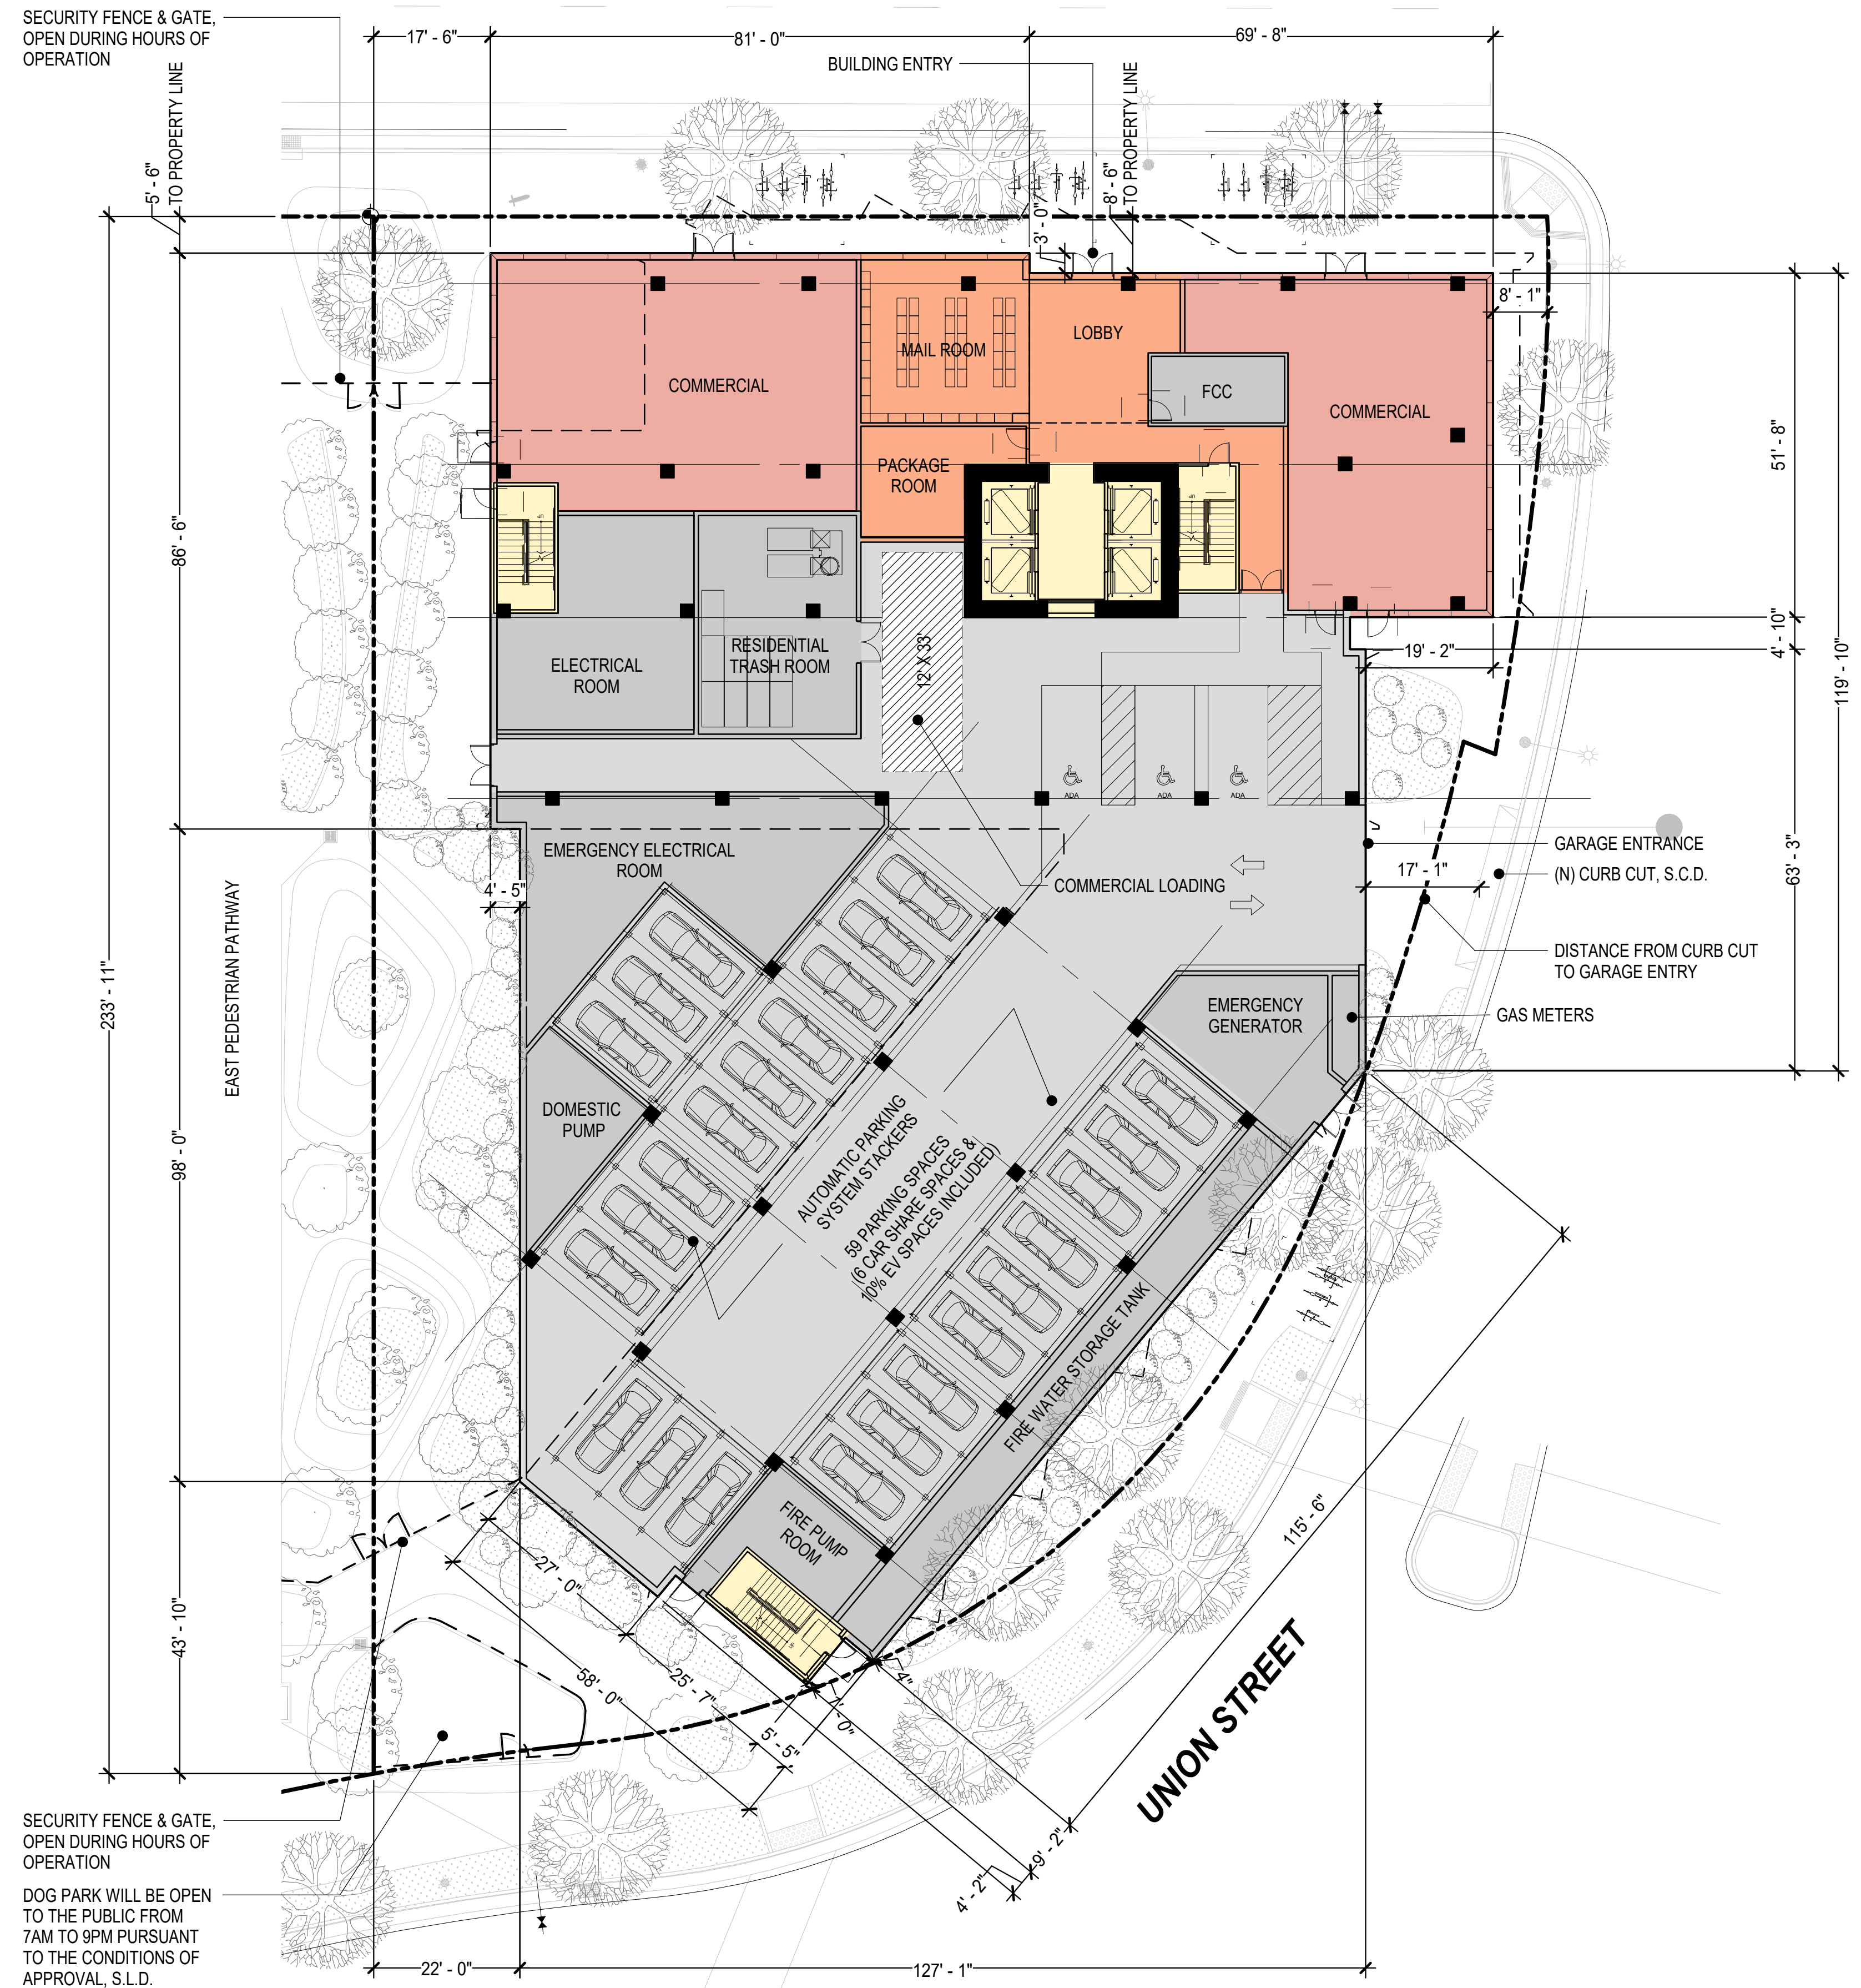 SECURITY FENCE & GATE,
OPEN DURING HOURS OF
OPERATION
17' - 6"
81' - 0"
69' - 8"
BUILDING ENTRY
5' - 6"
TO PROPERTY LINE
3' - 0"
8' - 6"
TO PROPERTY LINE
8' - 1"
COMMERCIAL
MAIL ROOM
LOBBY
FCC
COMMERCIAL
PACKAGE
ROOM
UP
UP
86' - 6"
51' - 8"
4' - 10"
119' - 10"
19' - 2"
ELECTRICAL
ROOM
RESIDENTIAL
TRASH ROOM
12' X 33'
ADA
ADA
ADA
EMERGENCY ELECTRICAL
ROOM
COMMERCIAL LOADING
GARAGE ENTRANCE
(N) CURB CUT, S.C.D.
17' - 1"
63' - 3"
4' - 5"
EAST PEDESTRIAN PATHWAY
233' - 11"
DISTANCE FROM CURB CUT
TO GARAGE ENTRY
EMERGENCY
GENERATOR
GAS METERS
DOMESTIC
PUMP
98' - 0"
AUTOMATIC PARKING
SYSTEM STACKERS
59 PARKING SPACES
(6 CAR SHARE SPACES &
10% EV SPACES INCLUDED)
FIRE WATER STORAGE TANK
FIRE PUMP
ROOM
115' - 6"
43' - 10"
27' - 0"
58' - 0"
25' - 7"
5' - 5"
4"
UNION STREET
9' - 2"
4' - 2"
SECURITY FENCE & GATE,
OPEN DURING HOURS OF
OPERATION
DOG PARK WILL BE OPEN
TO THE PUBLIC FROM
7AM TO 9PM PURSUANT
TO THE CONDITIONS OF
APPROVAL, S.L.D.
22' - 0"
127' - 1"